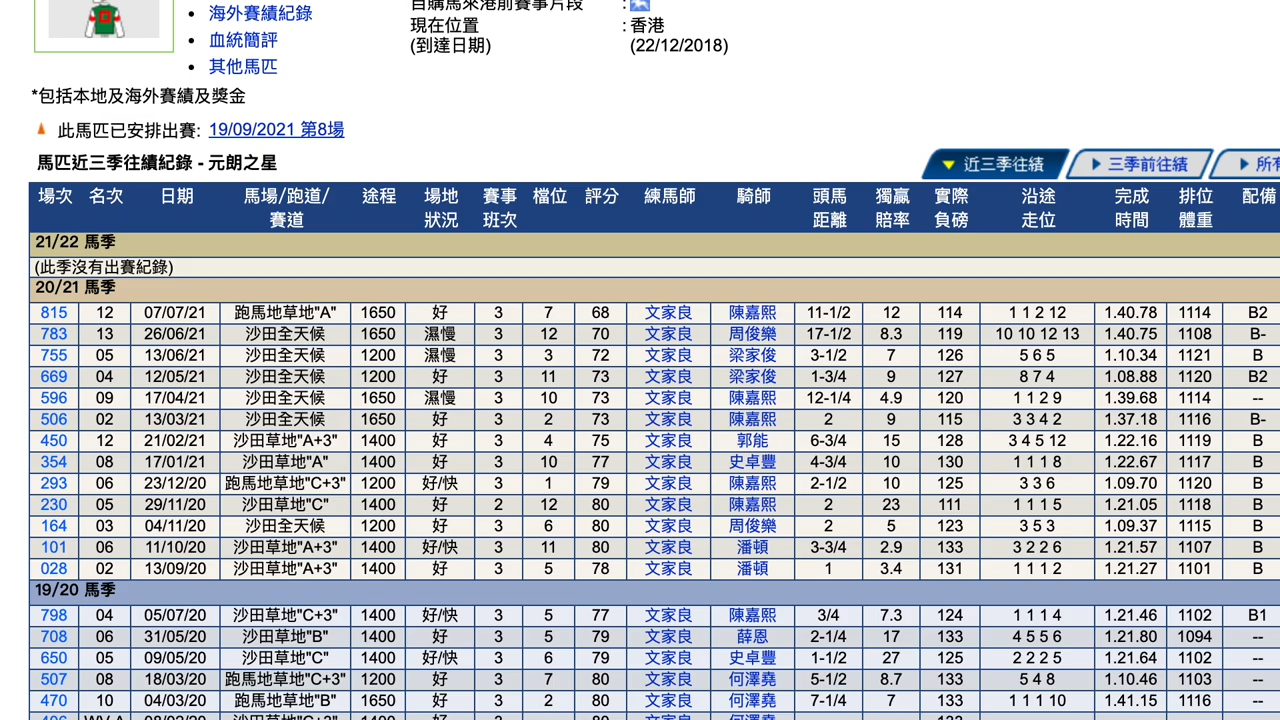 海外賽績紀錄
血統簡評
其他馬匹
自購馬來港前賽事片段 :
現在位置 : 香港
(到達日期) (22/12/2018)
*包括本地及海外賽績及獎金
此馬匹已安排出賽: 19/09/2021 第8場
馬匹近三季往績紀錄 - 元朗之星
近三季往績 三季前往績
場次 名次 日期 馬場/跑道/賽道 途程 場地狀況 賽事班次 檔位 評分 練馬師 騎師 頭馬距離 獨贏賠率 實際負磅 沿途走位 完成時間 排位體重 配備
21/22 馬季
(此季沒有出賽紀錄)
20/21 馬季
815 12 07/07/21 跑馬地草地"A" 1650 好 3 7 68 文家良 陳嘉熙 11-1/2 12 114 1 1 2 12 1.40.78 1114 B2
783 13 26/06/21 沙田全天候 1650 濕慢 3 12 70 文家良 周俊樂 17-1/2 8.3 119 10 10 12 13 1.40.75 1108 B-
755 05 13/06/21 沙田全天候 1200 濕慢 3 3 72 文家良 梁家俊 3-1/2 7 126 5 6 5 1.10.34 1121 B
669 04 12/05/21 沙田全天候 1200 好 3 11 73 文家良 梁家俊 1-3/4 9 127 8 7 4 1.08.88 1120 B2
596 09 17/04/21 沙田全天候 1650 濕慢 3 10 73 文家良 陳嘉熙 12-1/4 4.9 120 1 1 2 9 1.39.68 1114 --
506 02 13/03/21 沙田全天候 1650 好 3 2 73 文家良 陳嘉熙 2 9 115 3 3 4 2 1.37.18 1116 B-
450 12 21/02/21 沙田草地"A+3" 1400 好 3 4 75 文家良 郭能 6-3/4 15 128 3 4 5 12 1.22.16 1119 B
354 08 17/01/21 沙田草地"A" 1400 好 3 10 77 文家良 史卓豐 4-3/4 10 130 1 1 1 8 1.22.67 1117 B
293 06 23/12/20 跑馬地草地"C+3" 1200 好/快 3 1 79 文家良 陳嘉熙 2-1/2 10 125 3 3 6 1.09.70 1120 B
230 05 29/11/20 沙田草地"C" 1400 好 2 12 80 文家良 陳嘉熙 2 23 111 1 1 1 5 1.21.05 1118 B
164 03 04/11/20 沙田全天候 1200 好 3 6 80 文家良 周俊樂 2 5 123 3 5 3 1.09.37 1115 B
101 06 11/10/20 沙田草地"A+3" 1400 好/快 3 11 80 文家良 潘頓 3-3/4 2.9 133 3 2 2 6 1.21.57 1107 B
028 02 13/09/20 沙田草地"A+3" 1400 好 3 5 78 文家良 潘頓 1 3.4 131 1 1 1 2 1.21.27 1101 B
19/20 馬季
798 04 05/07/20 沙田草地"C+3" 1400 好/快 3 5 77 文家良 陳嘉熙 3/4 7.3 124 1 1 1 4 1.21.46 1102 B1
708 06 31/05/20 沙田草地"B" 1400 好 3 5 79 文家良 薛恩 2-1/4 17 133 4 5 5 6 1.21.80 1094 --
650 05 09/05/20 沙田草地"C" 1400 好/快 3 6 79 文家良 史卓豐 1-1/2 27 125 2 2 2 5 1.21.64 1102 --
507 08 18/03/20 跑馬地草地"C+3" 1200 好 3 7 80 文家良 何澤堯 5-1/2 8.7 133 5 4 8 1.10.46 1103 --
470 10 04/03/20 跑馬地草地"B" 1650 好 3 2 80 文家良 何澤堯 7-1/4 7 133 1 1 1 10 1.41.15 1116 --